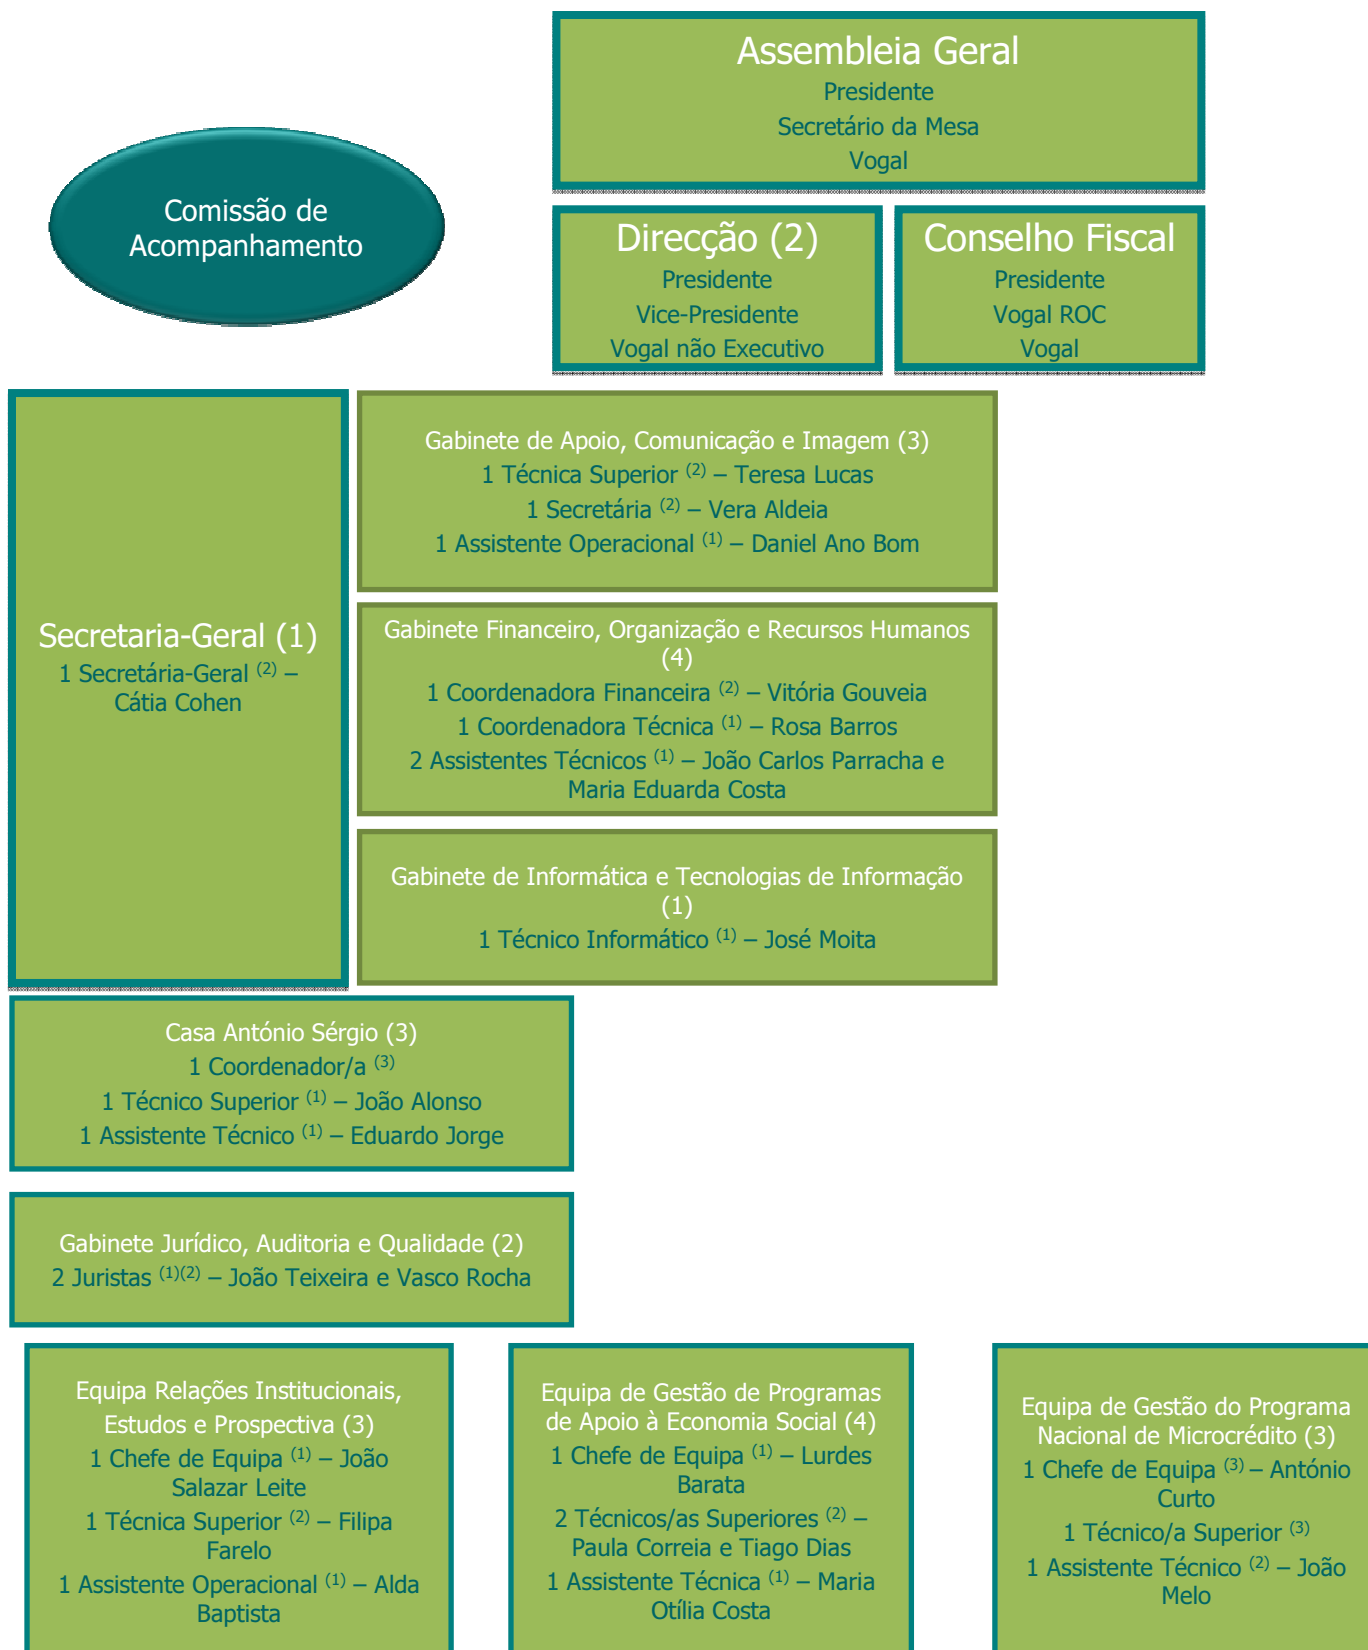 Assembleia Geral
Presidente
Secretário da Mesa
Vogal
Comissão de
Acompanhamento
Direcção (2)
Presidente
Vice-Presidente
Vogal não Executivo
Conselho Fiscal
Presidente
Vogal ROC
Vogal
Secretaria-Geral (1)
1 Secretária-Geral (2) –
Cátia Cohen
Gabinete de Apoio, Comunicação e Imagem (3)
1 Técnica Superior (2) – Teresa Lucas
1 Secretária (2) – Vera Aldeia
1 Assistente Operacional (1) – Daniel Ano Bom
Gabinete Financeiro, Organização e Recursos Humanos
(4)
1 Coordenadora Financeira (2) – Vitória Gouveia
1 Coordenadora Técnica (1) – Rosa Barros
2 Assistentes Técnicos (1) – João Carlos Parracha e
Maria Eduarda Costa
Gabinete de Informática e Tecnologias de Informação
(1)
1 Técnico Informático (1) – José Moita
Casa António Sérgio (3)
1 Coordenador/a (3)
1 Técnico Superior (1) – João Alonso
1 Assistente Técnico (1) – Eduardo Jorge
Gabinete Jurídico, Auditoria e Qualidade (2)
2 Juristas (1)(2) – João Teixeira e Vasco Rocha
Equipa Relações Institucionais,
Estudos e Prospectiva (3)
1 Chefe de Equipa (1) – João
Salazar Leite
1 Técnica Superior (2) – Filipa
Farelo
1 Assistente Operacional (1) – Alda
Baptista
Equipa de Gestão de Programas
de Apoio à Economia Social (4)
1 Chefe de Equipa (1) – Lurdes
Barata
2 Técnicos/as Superiores (2) –
Paula Correia e Tiago Dias
1 Assistente Técnica (1) – Maria
Otília Costa
Equipa de Gestão do Programa
Nacional de Microcrédito (3)
1 Chefe de Equipa (3) – António
Curto
1 Técnico/a Superior (3)
1 Assistente Técnico (2) – João
Melo